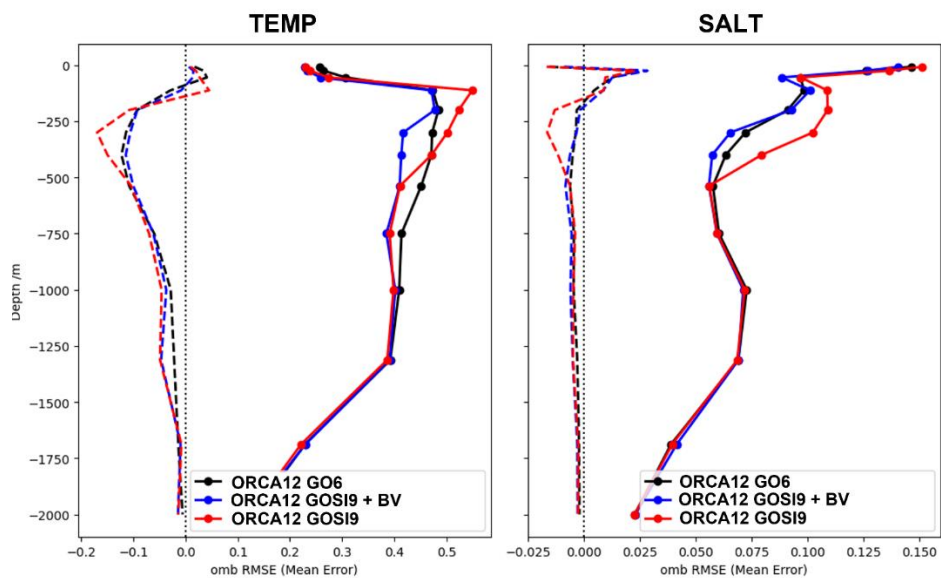 TEMP
SALT
0
−250
−500
−750
−1000
−1250
−1500
−1750
−2000
Depth /m
−0.2
−0.1
0.0
0.1
0.2
0.3
0.4
0.5
omb RMSE (Mean Error)
ORCA12 GO6
ORCA12 GOSI9 + BV
ORCA12 GOSI9
−0.025
0.000
0.025
0.050
0.075
0.100
0.125
0.150
omb RMSE (Mean Error)
ORCA12 GO6
ORCA12 GOSI9 + BV
ORCA12 GOSI9